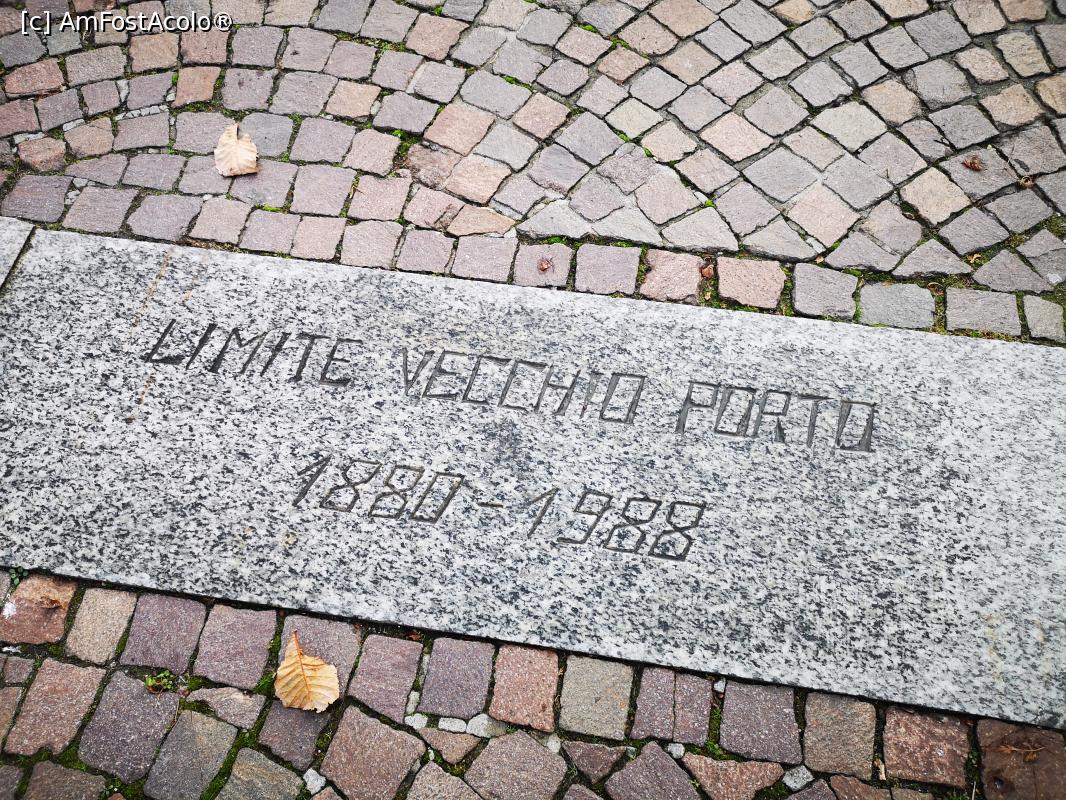 [c] AmFostAcolo®
LIMITE VECCHIO PORTO
1880-1988